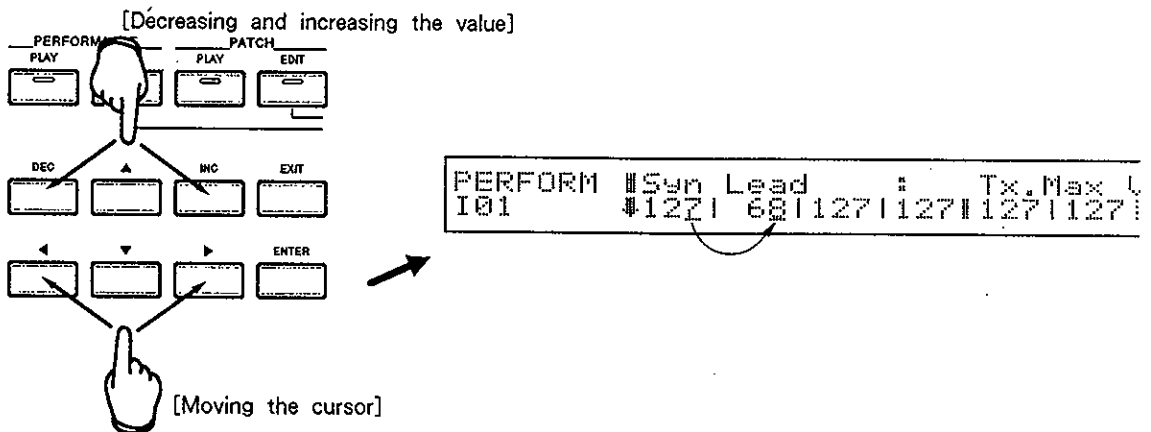 [Decreasing and increasing the value]
PATCH
PLAY PLAY EDIT
DEC ▲ INC EXIT
PERFORM Syn Lead : Tx.Max
I01 127| 68|127|127 127|127
◀ ▼ ▶ ENTER
[Moving the cursor]